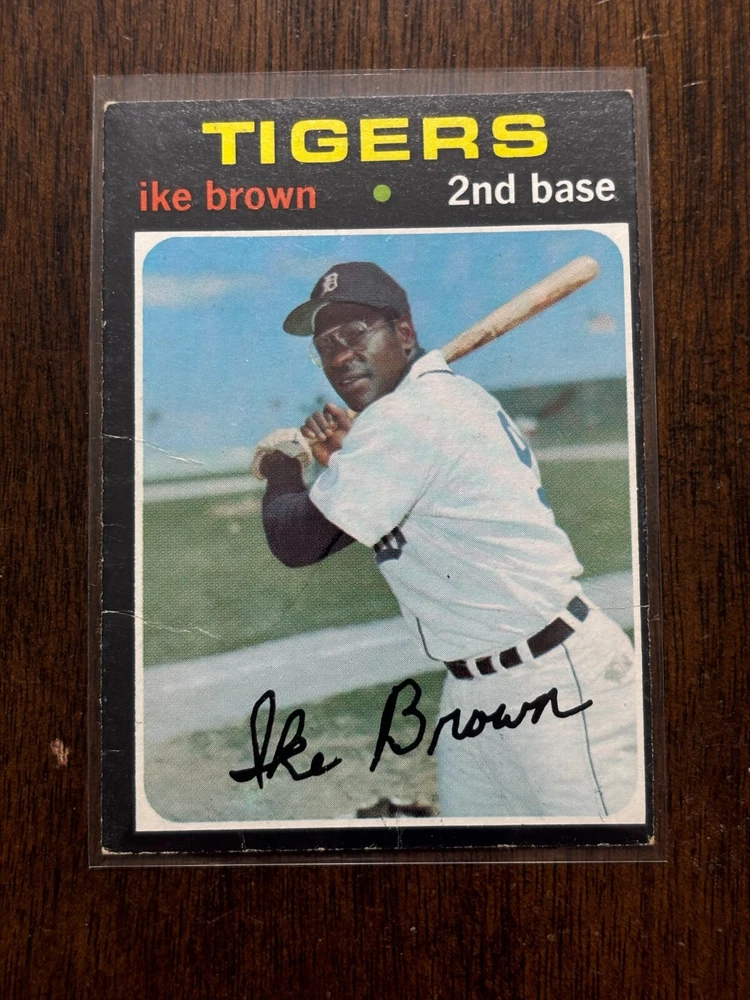 TIGERS
ike brown • 2nd base
Ike Brown